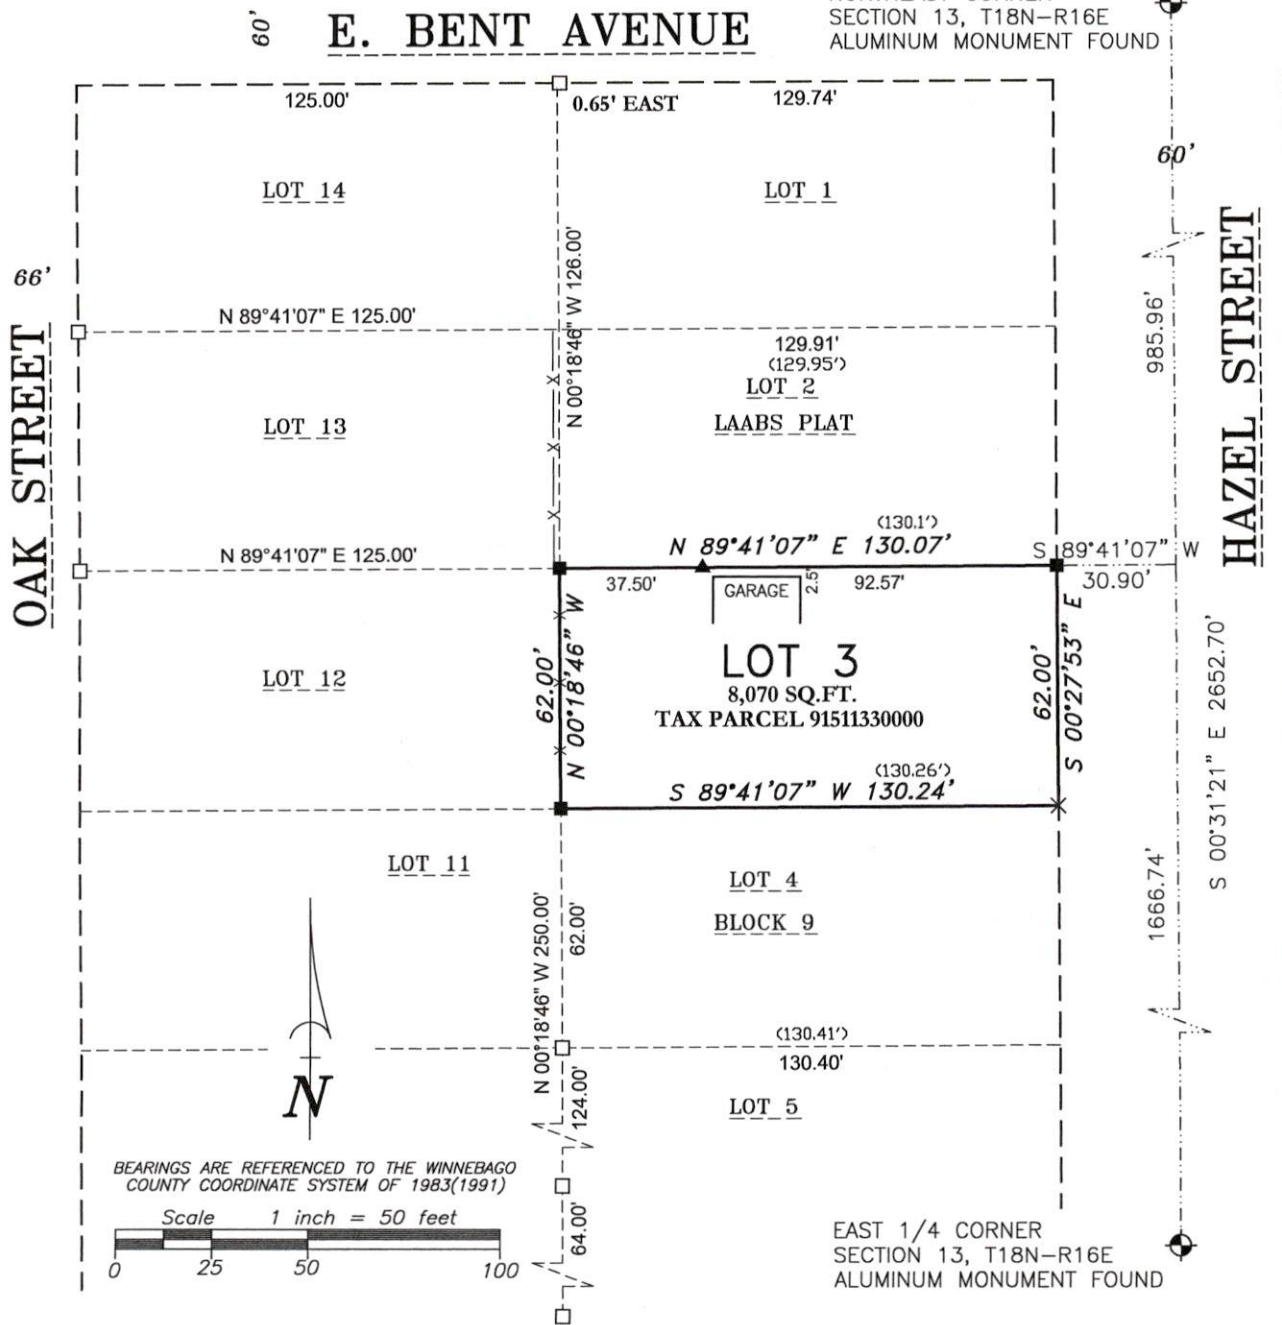 60'
E. BENT AVENUE
SECTION 13, T18N-R16E
ALUMINUM MONUMENT FOUND
125.00'
0.65' EAST
129.74'
60'
LOT 14
LOT 1
66'
N 00°18'46" W 126.00'
985.96'
HAZEL STREET
OAK STREET
N 89°41'07" E 125.00'
129.91'
(129.95')
LOT 2
LAABS PLAT
LOT 13
N 89°41'07" E 125.00'
(130.1')
N 89°41'07" E 130.07'
S 89°41'07" W
30.90'
37.50'
GARAGE
2.5'
92.57'
62.00'
N 00°18'46" W
LOT 3
8,070 SQ.FT.
TAX PARCEL 91511330000
62.00'
S 00°27'53" E
S 00°31'21" E 2652.70'
LOT 12
(130.26')
S 89°41'07" W 130.24'
LOT 11
LOT 4
BLOCK 9
1666.74'
N 00°18'46" W 250.00'
62.00'
(130.41')
130.40'
124.00'
LOT 5
N
BEARINGS ARE REFERENCED TO THE WINNEBAGO
COUNTY COORDINATE SYSTEM OF 1983(1991)
Scale 1 inch = 50 feet
0 25 50 100
64.00'
EAST 1/4 CORNER
SECTION 13, T18N-R16E
ALUMINUM MONUMENT FOUND